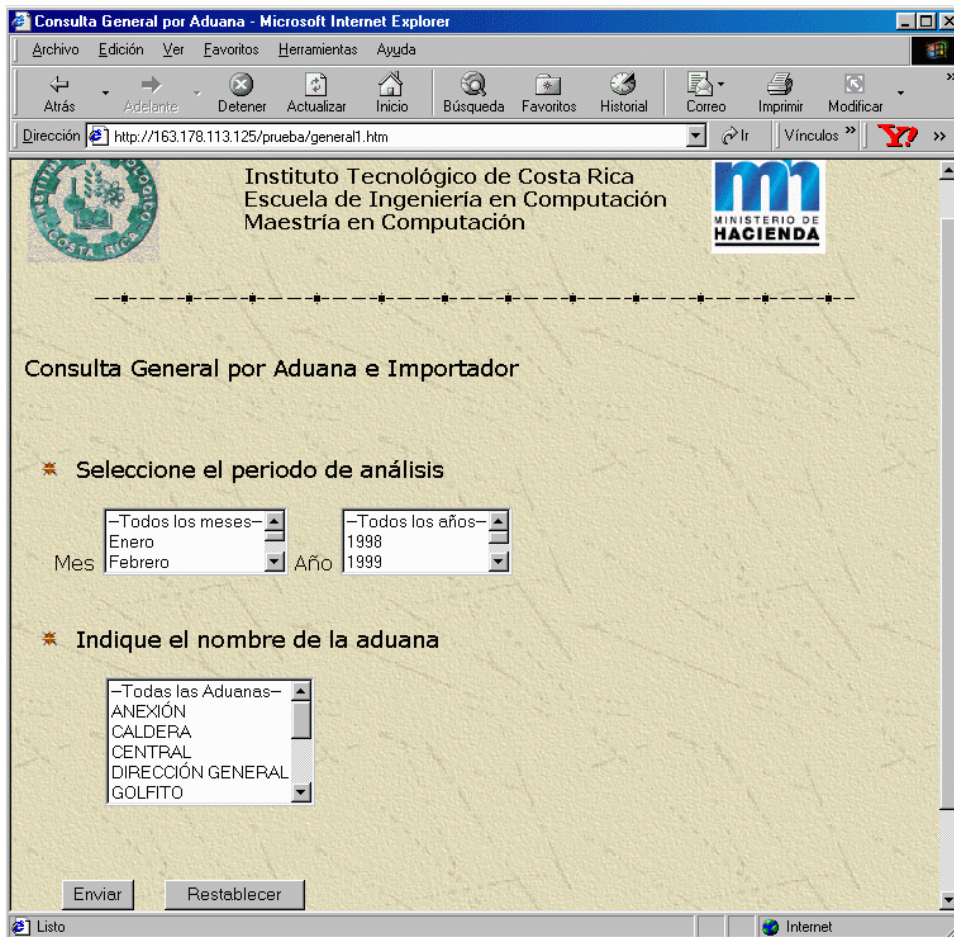 Consulta General por Aduana - Microsoft Internet Explorer
Archivo Edición Ver Favoritos Herramientas Ayuda
Atrás Adelante Detener Actualizar Inicio Búsqueda Favoritos Historial Correo Imprimir Modificar »
Dirección http://163.178.113.125/prueba/general1.htm Ir Vínculos » Y? »
Instituto Tecnológico de Costa Rica
Escuela de Ingeniería en Computación
Maestría en Computación
COSTA RICA
MINISTERIO DE
HACIENDA
Consulta General por Aduana e Importador
Seleccione el periodo de análisis
Mes
–Todos los meses–
Enero
Febrero
Año
–Todos los años–
1998
1999
Indique el nombre de la aduana
–Todas las Aduanas–
ANEXIÓN
CALDERA
CENTRAL
DIRECCIÓN GENERAL
GOLFITO
Enviar Restablecer
Listo Internet